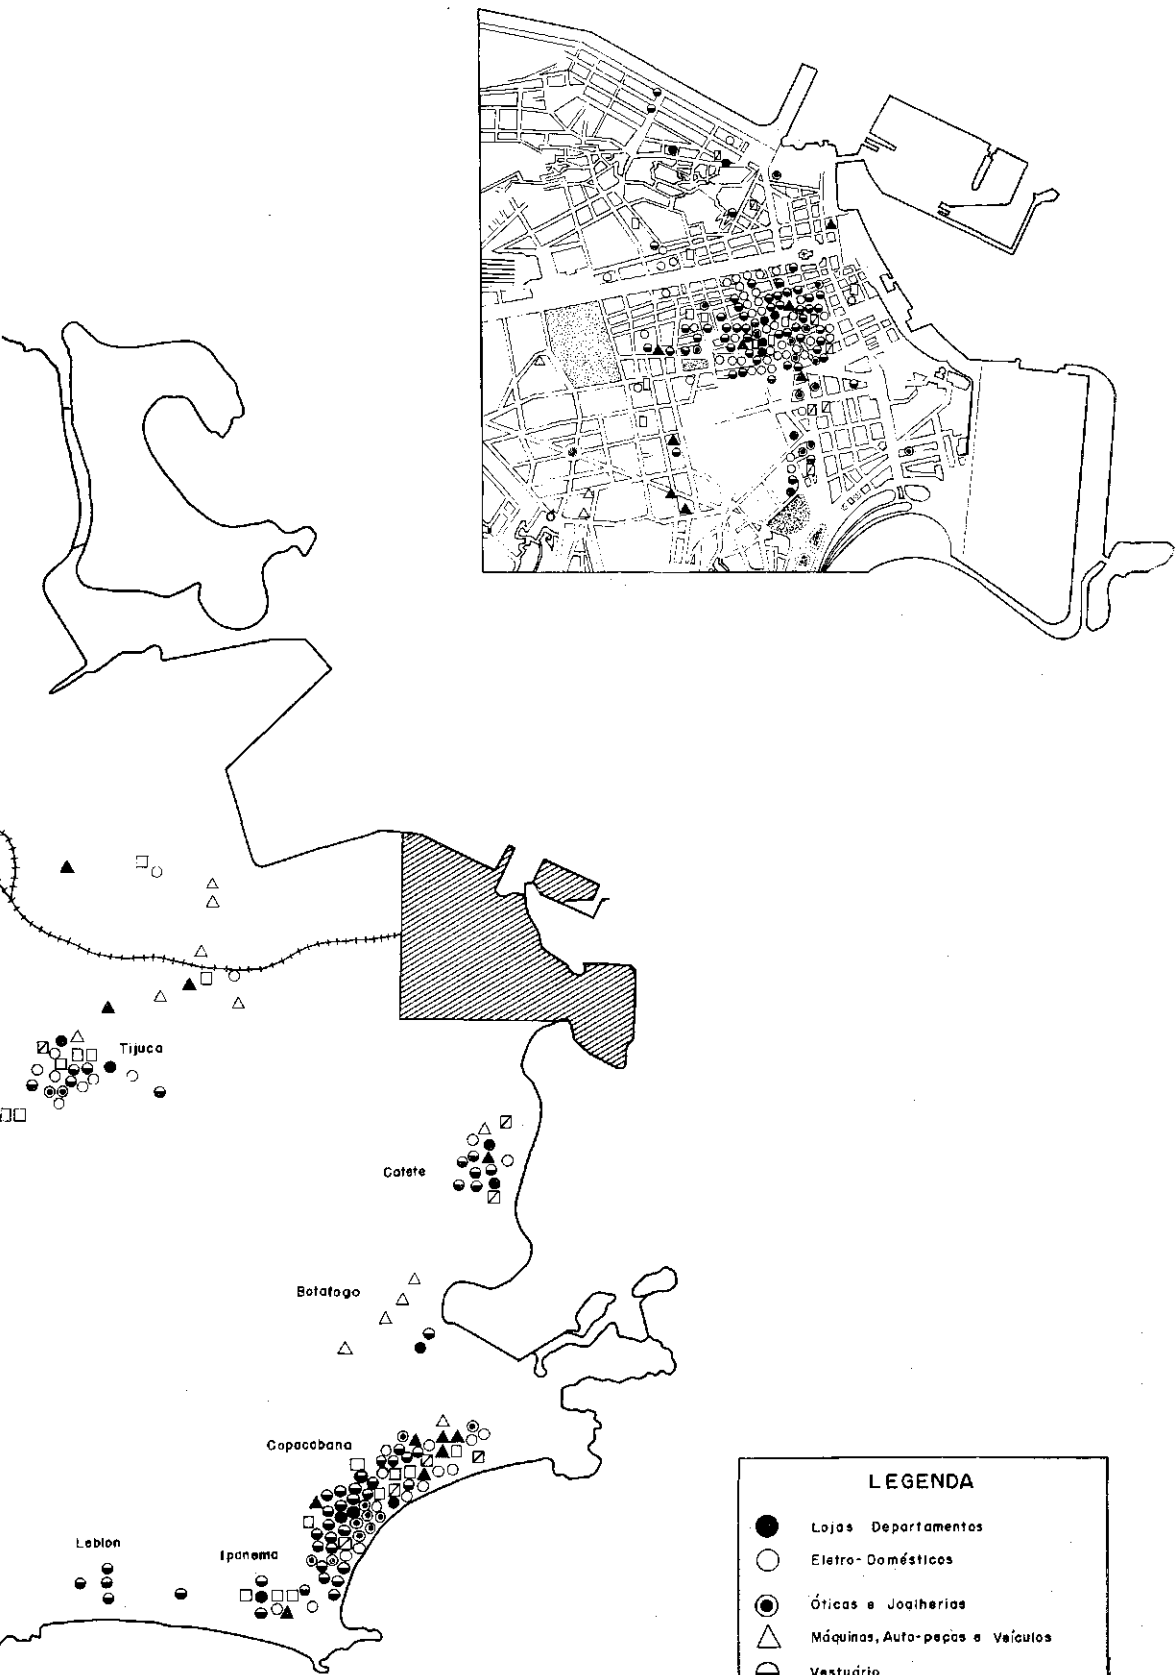 Tijuca
Catete
Botafogo
Copacabana
Leblon
Ipanema
LEGENDA
Lojas Departamentos
Eletro-Domésticos
Óticas e Joalherias
Máquinas, Auto-peças e Veículos
Vestuário